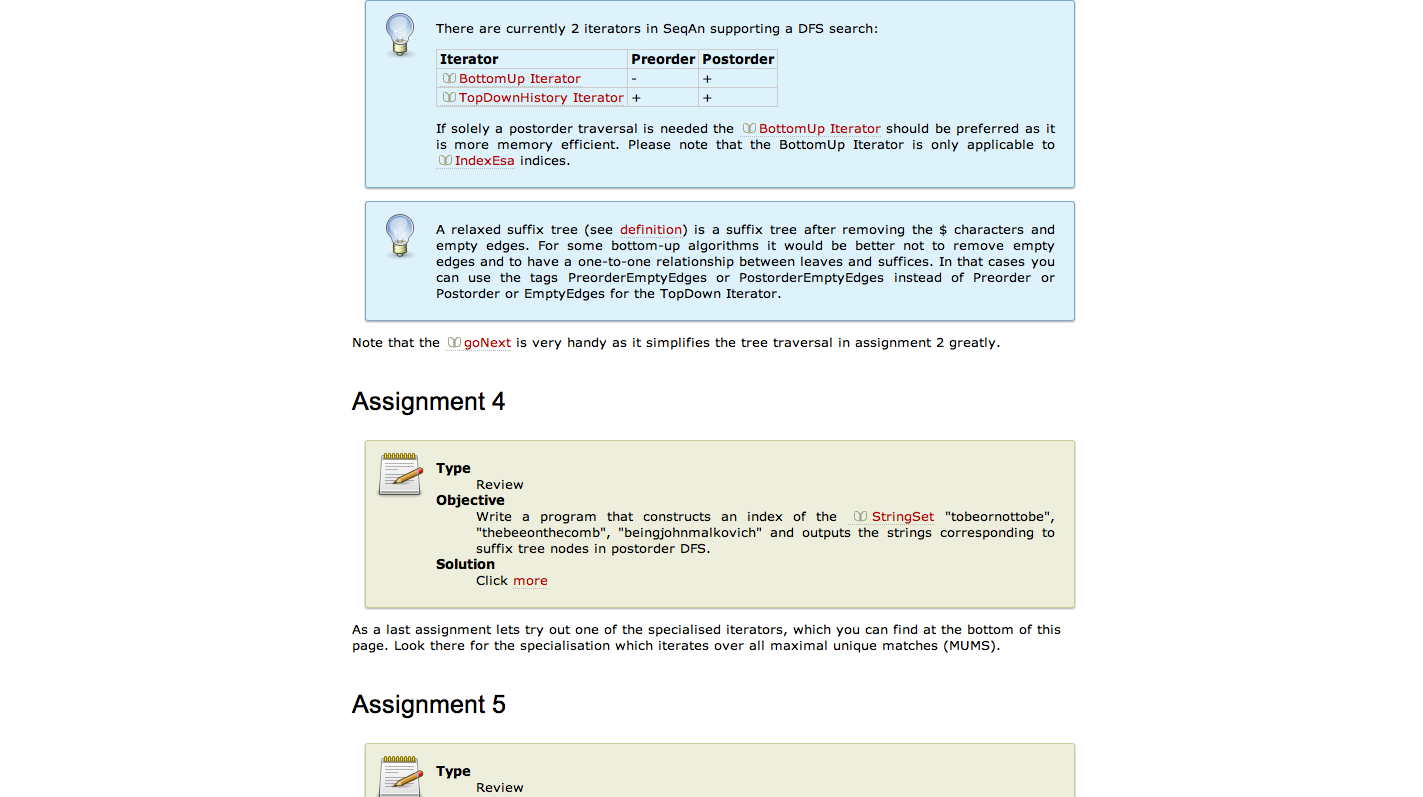 There are currently 2 iterators in SeqAn supporting a DFS search:
Iterator Preorder Postorder
BottomUp Iterator - +
TopDownHistory Iterator + +
If solely a postorder traversal is needed the BottomUp Iterator should be preferred as it
is more memory efficient. Please note that the BottomUp Iterator is only applicable to
IndexEsa indices.
A relaxed suffix tree (see definition) is a suffix tree after removing the $ characters and
empty edges. For some bottom-up algorithms it would be better not to remove empty
edges and to have a one-to-one relationship between leaves and suffices. In that cases you
can use the tags PreorderEmptyEdges or PostorderEmptyEdges instead of Preorder or
Postorder or EmptyEdges for the TopDown Iterator.
Note that the goNext is very handy as it simplifies the tree traversal in assignment 2 greatly.
Assignment 4
Type
Review
Objective
Write a program that constructs an index of the StringSet "tobeornottobe",
"thebeeonthecomb", "beingjohnmalkovich" and outputs the strings corresponding to
suffix tree nodes in postorder DFS.
Solution
Click more
As a last assignment lets try out one of the specialised iterators, which you can find at the bottom of this
page. Look there for the specialisation which iterates over all maximal unique matches (MUMS).
Assignment 5
Type
Review